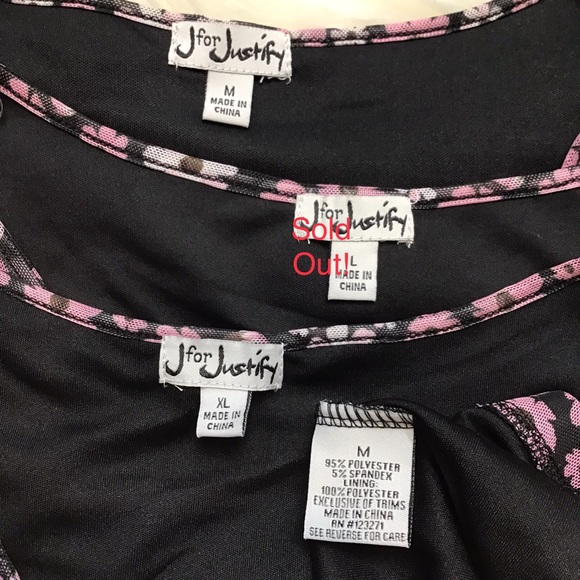 J for Justify
M
MADE IN
CHINA
J for Justify
Sold
Out!
L
MADE IN
CHINA
J for Justify
XL
MADE IN
CHINA
M
95% POLYESTER
5% SPANDEX
LINING:
100% POLYESTER
EXCLUSIVE OF TRIMS
MADE IN CHINA
RN #123271
SEE REVERSE FOR CARE